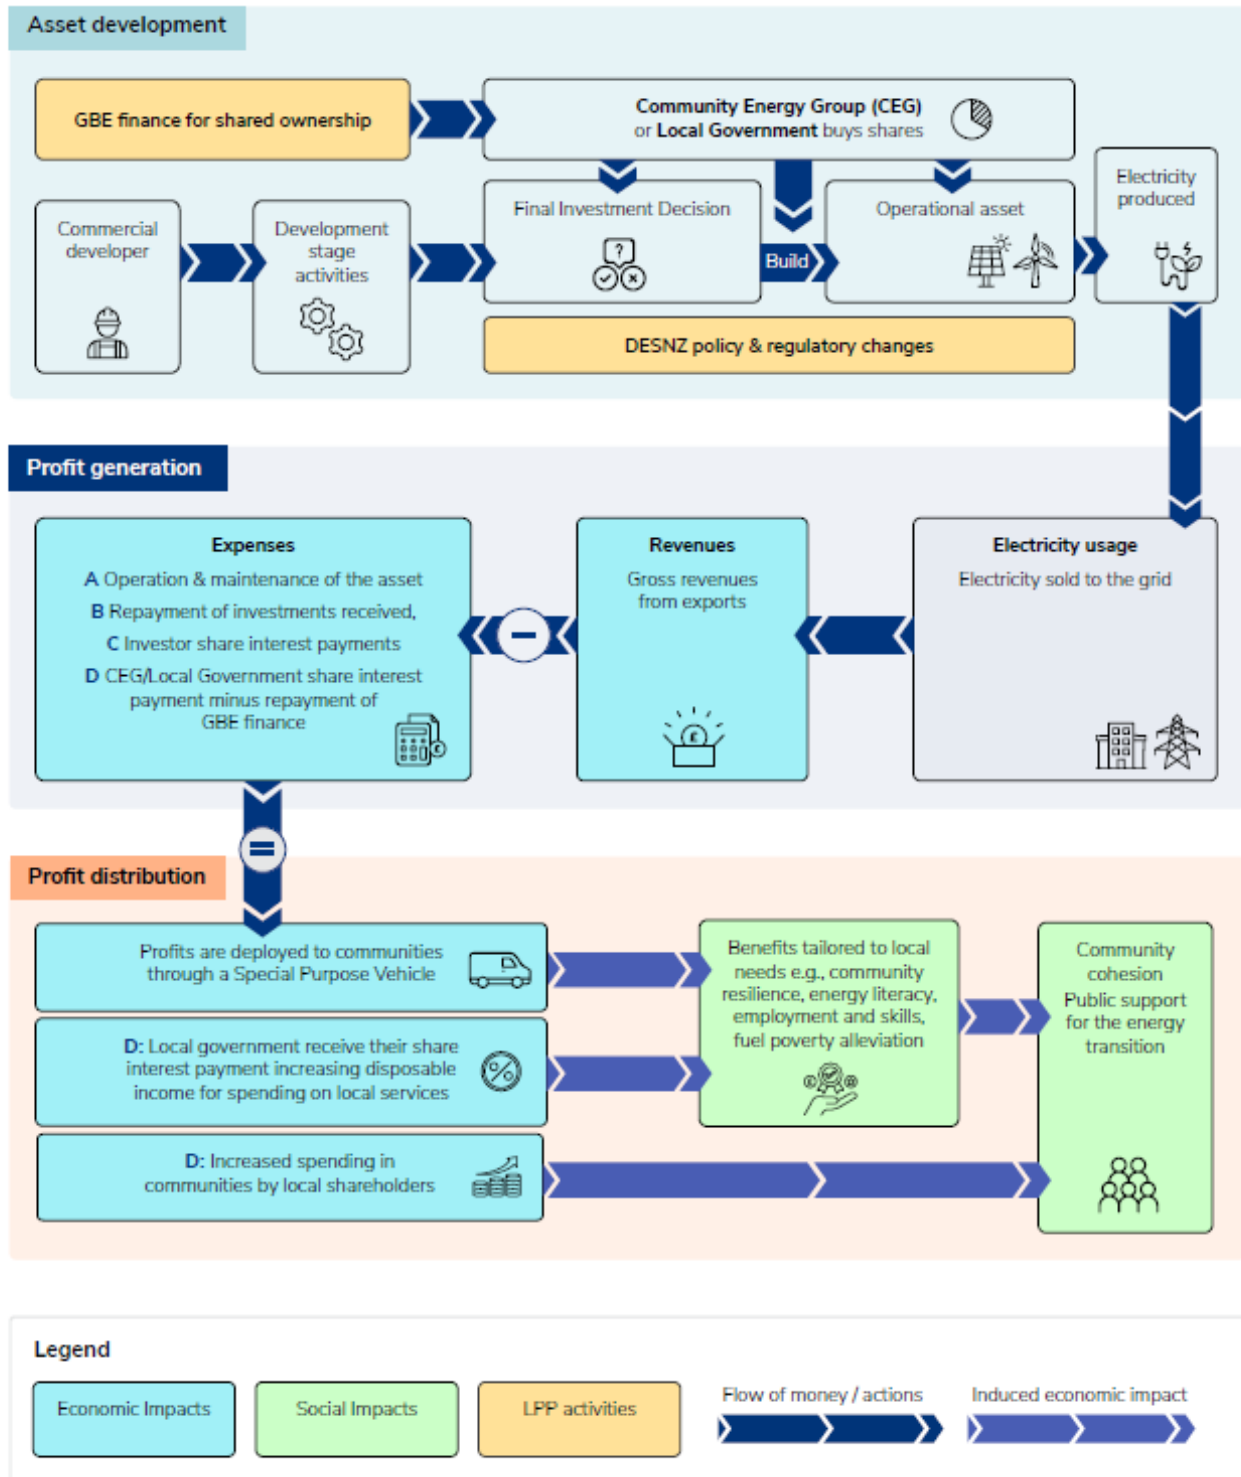 Asset development
GBE finance for shared ownership
Community Energy Group (CEG)
or Local Government buys shares
Commercial
developer
Development
stage
activities
Final Investment Decision
?
Build
Operational asset
Electricity
produced
DESNZ policy & regulatory changes
Profit generation
Expenses
A Operation & maintenance of the asset
B Repayment of investments received,
C Investor share interest payments
D CEG/Local Government share interest
payment minus repayment of
GBE finance
£
−
Revenues
Gross revenues
from exports
£
Electricity usage
Electricity sold to the grid
=
Profit distribution
Profits are deployed to communities
through a Special Purpose Vehicle
D: Local government receive their share
interest payment increasing disposable
income for spending on local services
%
D: Increased spending in
communities by local shareholders
Benefits tailored to local
needs e.g., community
resilience, energy literacy,
employment and skills,
fuel poverty alleviation
Community
cohesion
Public support
for the energy
transition
Legend
Economic Impacts
Social Impacts
LPP activities
Flow of money / actions
Induced economic impact